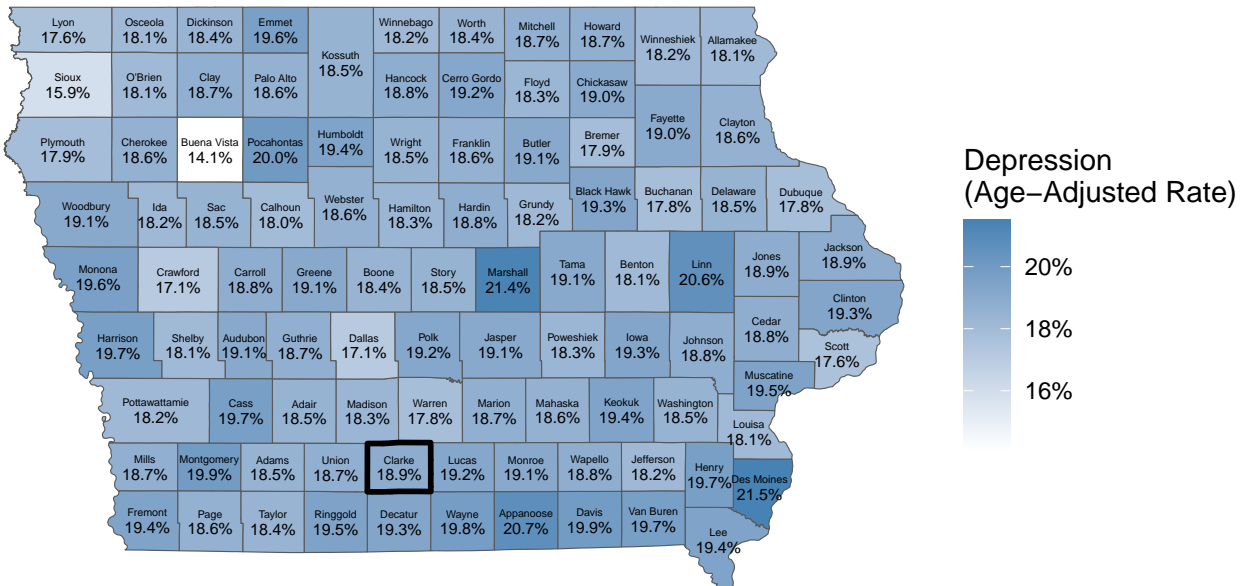 Lyon
17.6%
Osceola
18.1%
Dickinson
18.4%
Emmet
19.6%
Kossuth
18.5%
Winnebago
18.2%
Worth
18.4%
Mitchell
18.7%
Howard
18.7%
Winneshiek
18.2%
Allamakee
18.1%
Sioux
15.9%
O'Brien
18.1%
Clay
18.7%
Palo Alto
18.6%
Hancock
18.8%
Cerro Gordo
19.2%
Floyd
18.3%
Chickasaw
19.0%
Fayette
19.0%
Clayton
18.6%
Plymouth
17.9%
Cherokee
18.6%
Buena Vista
14.1%
Pocahontas
20.0%
Humboldt
19.4%
Wright
18.5%
Franklin
18.6%
Butler
19.1%
Bremer
17.9%
Woodbury
19.1%
Ida
18.2%
Sac
18.5%
Calhoun
18.0%
Webster
18.6%
Hamilton
18.3%
Hardin
18.8%
Grundy
18.2%
Black Hawk
19.3%
Buchanan
17.8%
Delaware
18.5%
Dubuque
17.8%
Monona
19.6%
Crawford
17.1%
Carroll
18.8%
Greene
19.1%
Boone
18.4%
Story
18.5%
Marshall
21.4%
Tama
19.1%
Benton
18.1%
Linn
20.6%
Jones
18.9%
Jackson
18.9%
Clinton
19.3%
Harrison
19.7%
Shelby
18.1%
Audubon
19.1%
Guthrie
18.7%
Dallas
17.1%
Polk
19.2%
Jasper
19.1%
Poweshiek
18.3%
Iowa
19.3%
Johnson
18.8%
Cedar
18.8%
Scott
17.6%
Muscatine
19.5%
Pottawattamie
18.2%
Cass
19.7%
Adair
18.5%
Madison
18.3%
Warren
17.8%
Marion
18.7%
Mahaska
18.6%
Keokuk
19.4%
Washington
18.5%
Louisa
18.1%
Mills
18.7%
Montgomery
19.9%
Adams
18.5%
Union
18.7%
Clarke
18.9%
Lucas
19.2%
Monroe
19.1%
Wapello
18.8%
Jefferson
18.2%
Henry
19.7%
Des Moines
21.5%
Fremont
19.4%
Page
18.6%
Taylor
18.4%
Ringgold
19.5%
Decatur
19.3%
Wayne
19.8%
Appanoose
20.7%
Davis
19.9%
Van Buren
19.7%
Lee
19.4%
Depression
(Age−Adjusted Rate)
20%
18%
16%